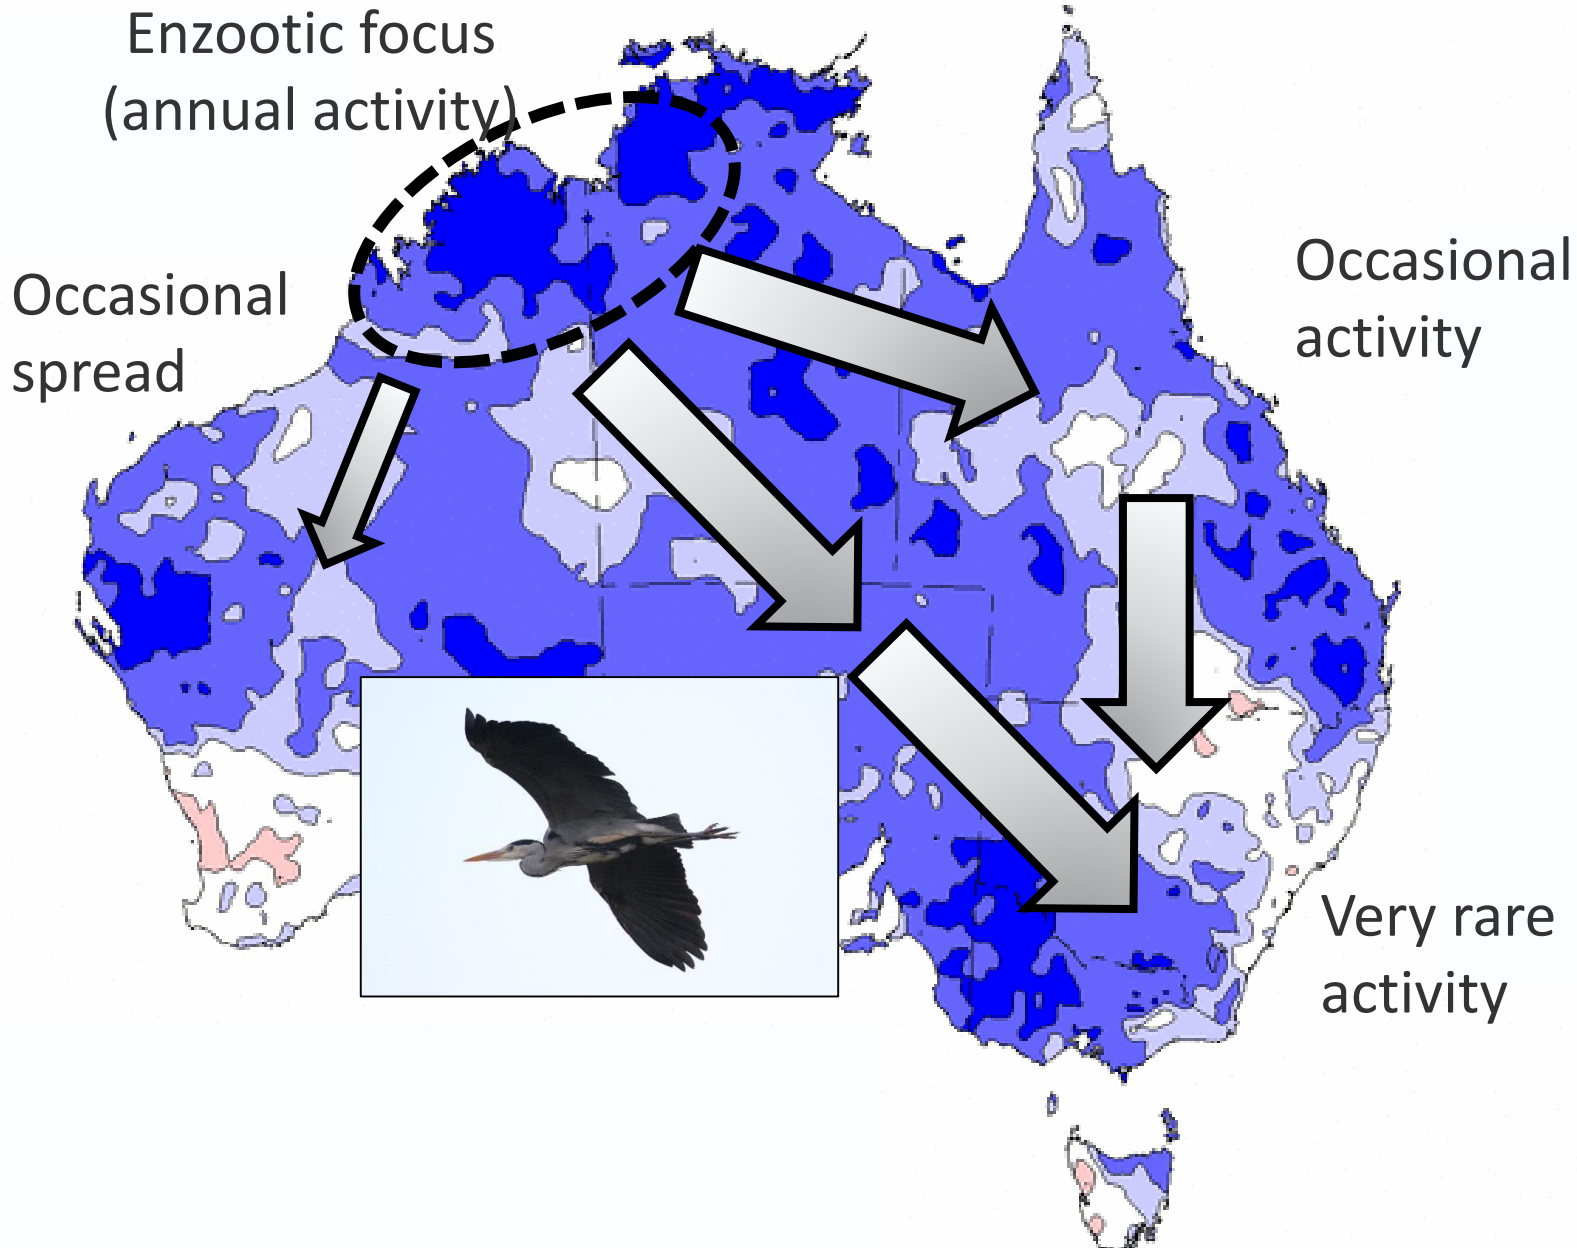 Enzootic focus
(annual activity)
Occasional
spread
Occasional
activity
Very rare
activity